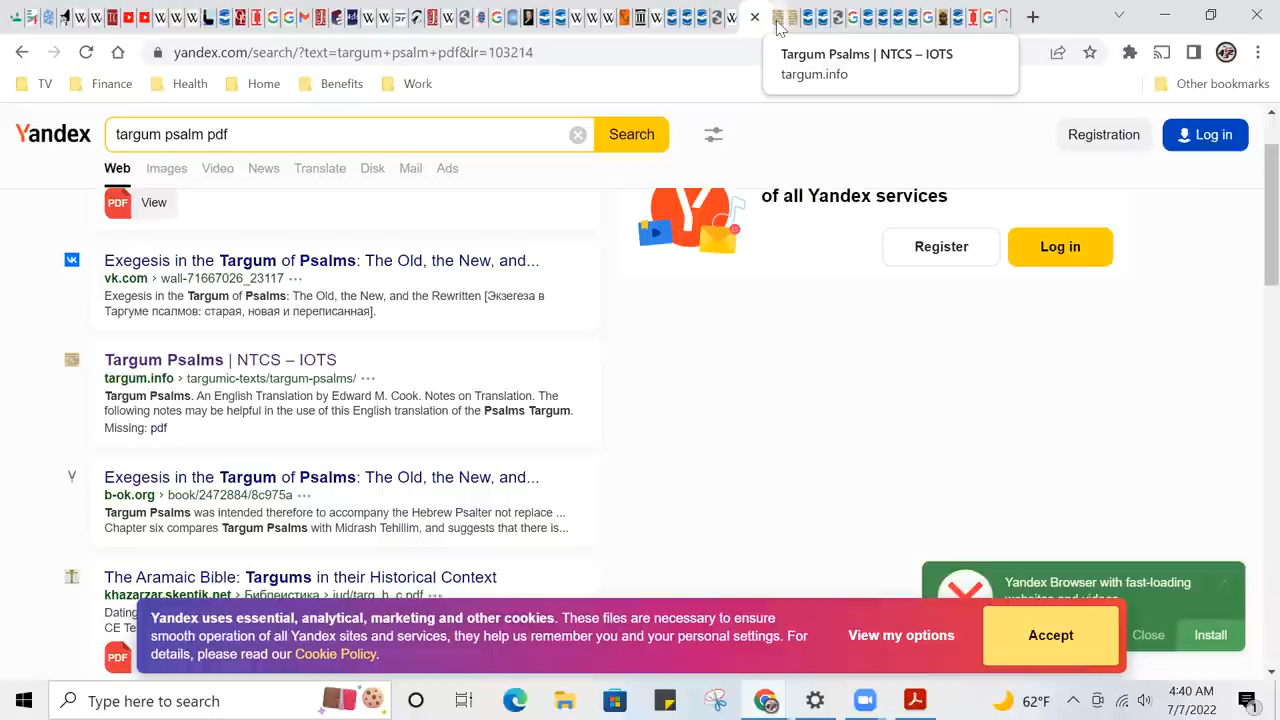 Targum Psalms | NTCS – IOTS
targum.info
yandex.com/search/?text=targum+psalm+pdf&lr=103214
TV
Finance
Health
Home
Benefits
Work
Other bookmarks
Yandex
targum psalm pdf
Search
Registration
Log in
Web
Images
Video
News
Translate
Disk
Mail
Ads
PDF
View
of all Yandex services
Register
Log in
Exegesis in the Targum of Psalms: The Old, the New, and...
vk.com › wall-71667026_23117
Exegesis in the Targum of Psalms: The Old, the New, and the Rewritten [Экзегеза в
Таргуме псалмов: старая, новая и переписанная].
Targum Psalms | NTCS – IOTS
targum.info › targumic-texts/targum-psalms/
Targum Psalms. An English Translation by Edward M. Cook. Notes on Translation. The
following notes may be helpful in the use of this English translation of the Psalms Targum.
Missing: pdf
Exegesis in the Targum of Psalms: The Old, the New, and...
b-ok.org › book/2472884/8c975a
Targum Psalms was intended therefore to accompany the Hebrew Psalter not replace ...
Chapter six compares Targum Psalms with Midrash Tehillim, and suggests that there is...
The Aramaic Bible: Targums in their Historical Context
khazarzar.skeptik.net › Библеистика › jud/targ_h_c.pdf
Dating
CE Te
PDF
Yandex Browser with fast-loading
websites and videos
Close
Install
Yandex uses essential, analytical, marketing and other cookies. These files are necessary to ensure
smooth operation of all Yandex sites and services, they help us remember you and your personal settings. For
details, please read our Cookie Policy.
View my options
Accept
Type here to search
62°F
4:40 AM
7/7/2022